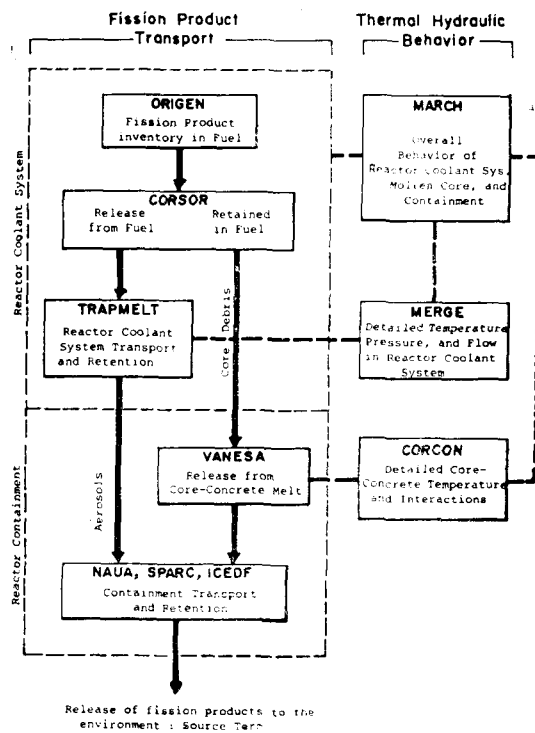 Fission Product
Transport
Thermal Hydraulic
Behavior
Reactor Coolant System
ORIGEN
Fission Product
inventory in Fuel
CORSOR
Release
from Fuel
Retained
in Fuel
TRAPMELT
Reactor Coolant
System Transport
and Retention
Core Debris
MARCH
Overall
Behavior of
Reactor Coolant Sys.
Molten Core, and
Containment
MERGE
Detailed Temperature
Pressure, and Flow
in Reactor Coolant
System
Reactor Containment
Aerosols
VANESA
Release from
Core-Concrete Melt
CORCON
Detailed Core-
Concrete Temperature
and Interactions
NAUA, SPARC, ICEDF
Containment Transport
and Retention
Release of fission products to the
environment : Source Term